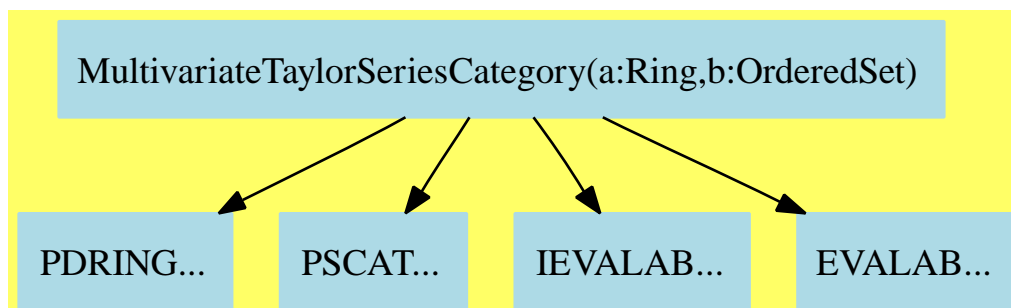 MultivariateTaylorSeriesCategory(a:Ring,b:OrderedSet)
PDRING... PSCAT... IEVALAB... EVALAB...